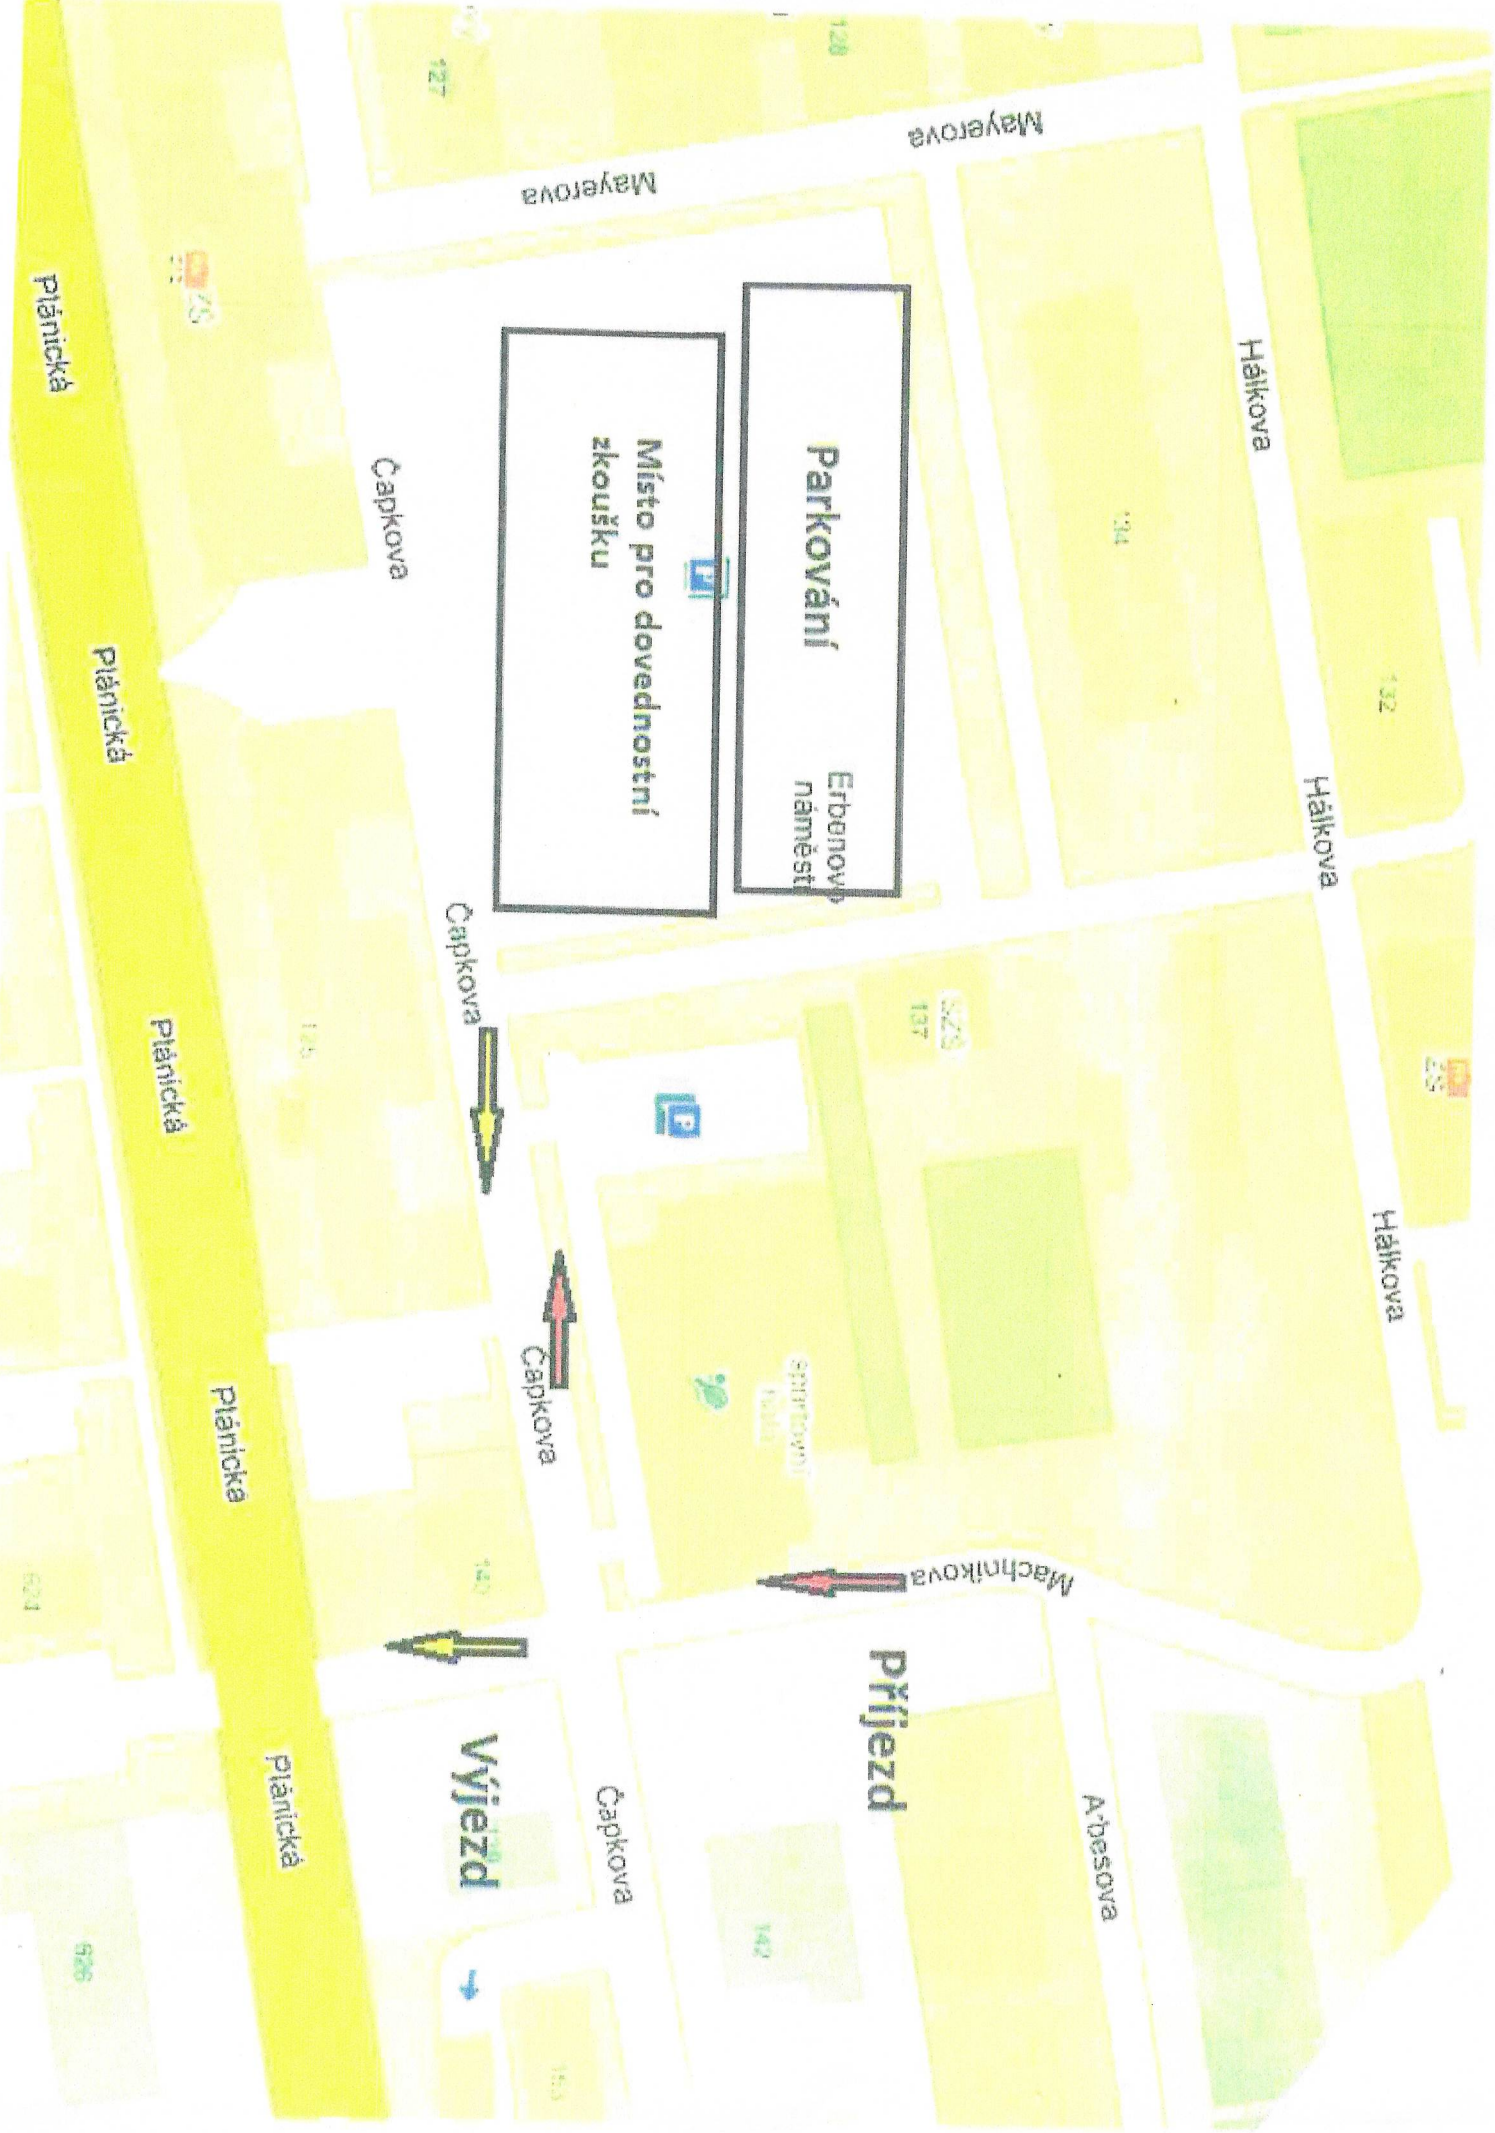 Hálkova
Hálkova
Hálkova
Mayerova
Mayerova
132
134
128
127
137
Parkování
Erbenovo
náměstí
Místo pro dovednostní
zkoušku
Čapkova
Čapkova
Čapkova
Čapkova
Machníkova
Arbesova
Příjezd
Výjezd
142
Plánická
Plánická
Plánická
Plánická
Plánická
P
P